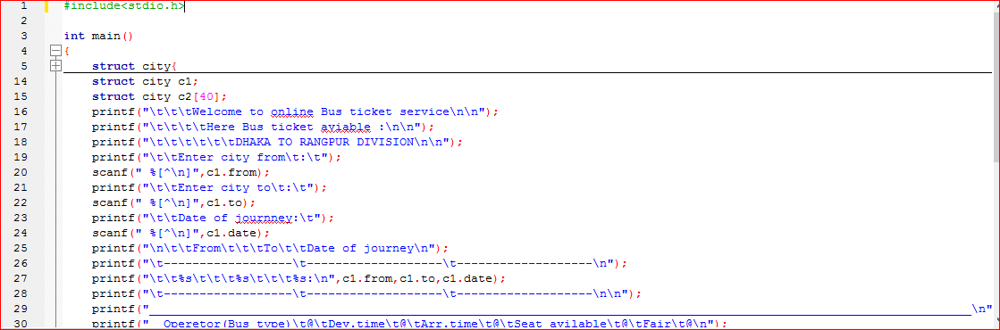 1 #include<stdio.h>
2
3 int main()
4 {
5 struct city{
14 struct city c1;
15 struct city c2[40];
16 printf("\t\t\tWelcome to online Bus ticket service\n\n");
17 printf("\t\t\t\tHere Bus ticket aviable :\n\n");
18 printf("\t\t\t\t\t\tDHAKA TO RANGPUR DIVISION\n\n");
19 printf("\t\tEnter city from\t:\t");
20 scanf(" %[^\n]",c1.from);
21 printf("\t\tEnter city to\t:\t");
22 scanf(" %[^\n]",c1.to);
23 printf("\t\tDate of journney:\t");
24 scanf(" %[^\n]",c1.date);
25 printf("\n\t\tFrom\t\t\tTo\t\tDate of journey\n");
26 printf("\t------------------\t-------------------\t-------------------\n");
27 printf("\t\t%s\t\t\t%s\t\t\t%s:\n",c1.from,c1.to,c1.date);
28 printf("\t------------------\t-------------------\t-------------------\n\n");
29 printf("____________________________________________________________________________________________________________________\n"
30 printf("  Operetor(Bus type)\t@\tDev.time\t@\tArr.time\t@\tSeat avilable\t@\tFair\t@\n");